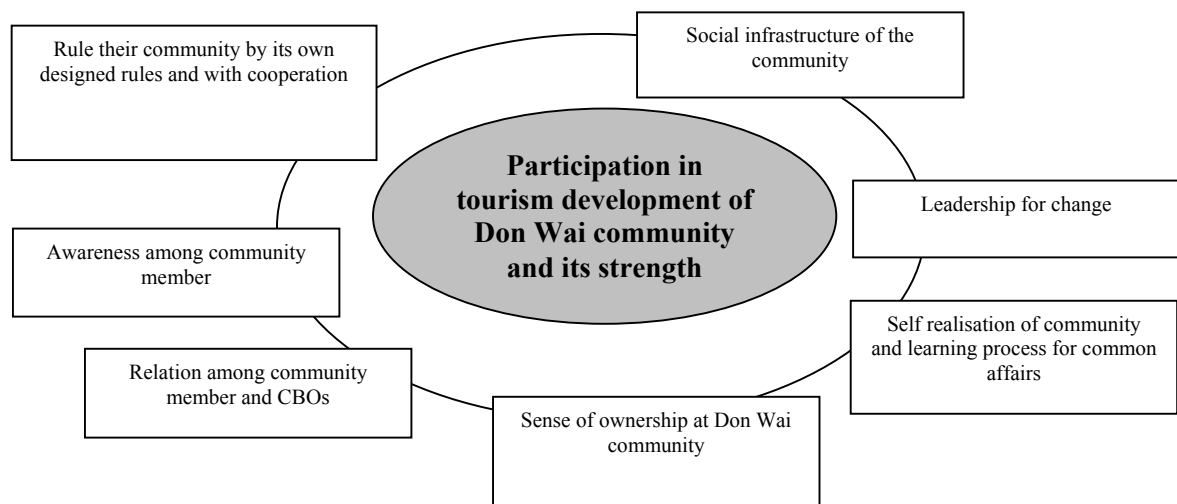 Rule their community by its own
designed rules and with cooperation
Social infrastructure of the
community
Participation in
tourism development of
Don Wai community
and its strength
Leadership for change
Awareness among community
member
Self realisation of community
and learning process for common
affairs
Relation among community
member and CBOs
Sense of ownership at Don Wai
community